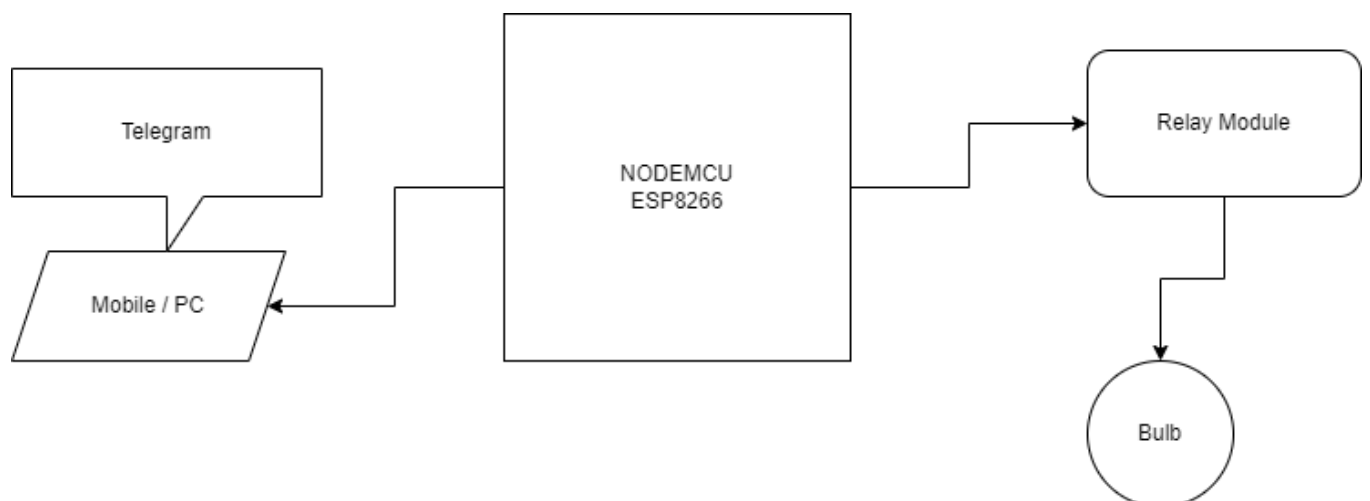 Telegram
Mobile / PC
NODEMCU
ESP8266
Relay Module
Bulb